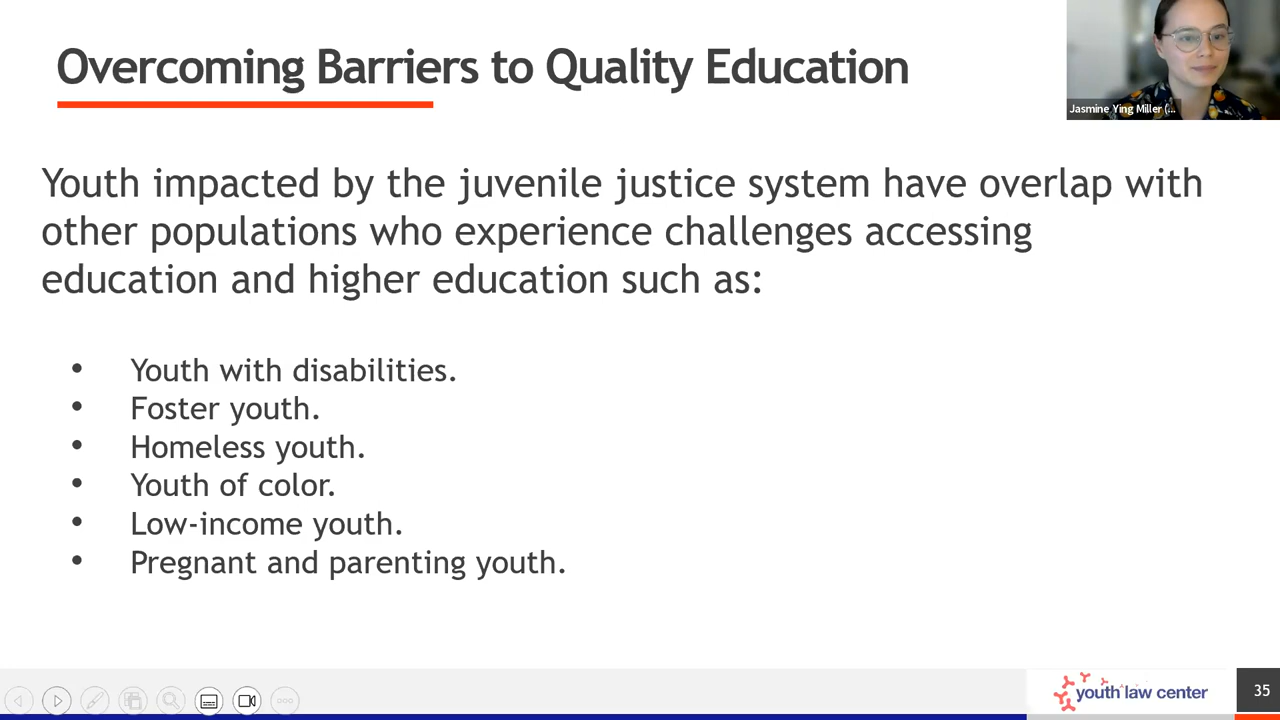 Overcoming Barriers to Quality Education
Jasmine Ying Miller (...
Youth impacted by the juvenile justice system have overlap with
other populations who experience challenges accessing
education and higher education such as:
• Youth with disabilities.
• Foster youth.
• Homeless youth.
• Youth of color.
• Low-income youth.
• Pregnant and parenting youth.
youth law center
35